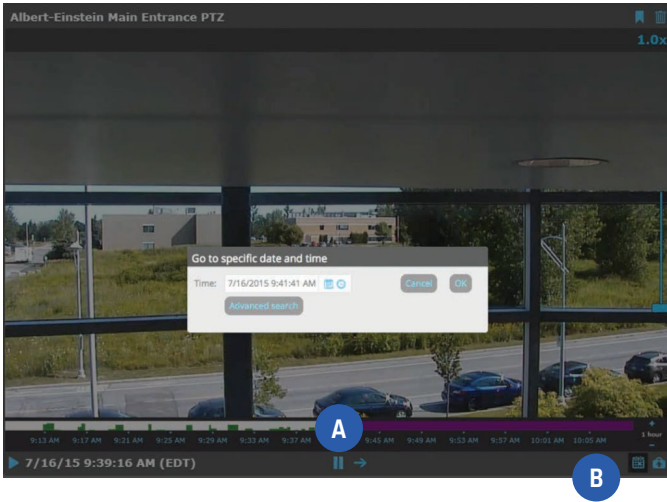 Albert-Einstein Main Entrance PTZ
1.0x
Go to specific date and time
Time: 7/16/2015 9:41:41 AM Cancel OK
Advanced search
A
9:13 AM 9:17 AM 9:21 AM 9:25 AM 9:29 AM 9:33 AM 9:37 AM 9:45 AM 9:49 AM 9:53 AM 9:57 AM 10:01 AM 10:05 AM 1 hour
7/16/15 9:39:16 AM (EDT)
B